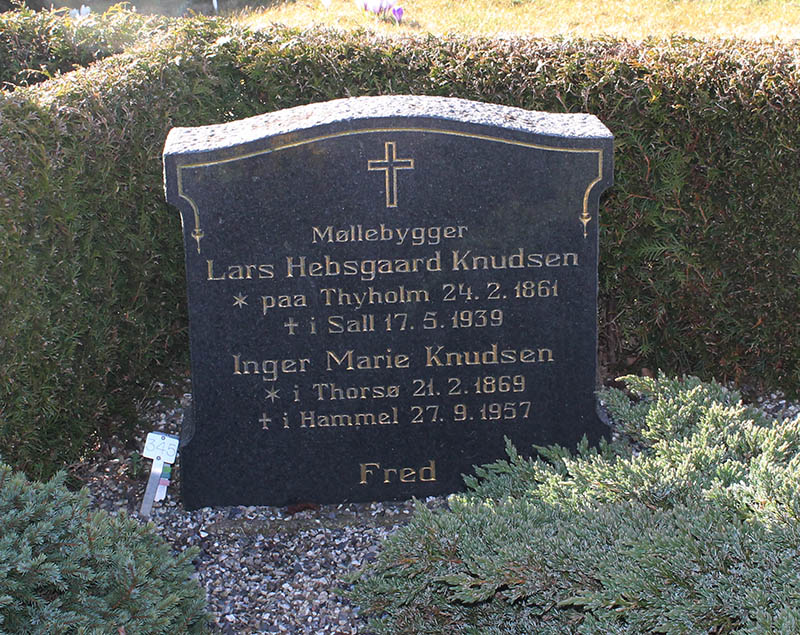 Møllebygger
Lars Hebsgaard Knudsen
* paa Thyholm 24. 2. 1861
✝ i Sall 17. 5. 1939
Inger Marie Knudsen
* i Thorsø 21. 2. 1869
✝ i Hammel 27. 9. 1957
Fred
345